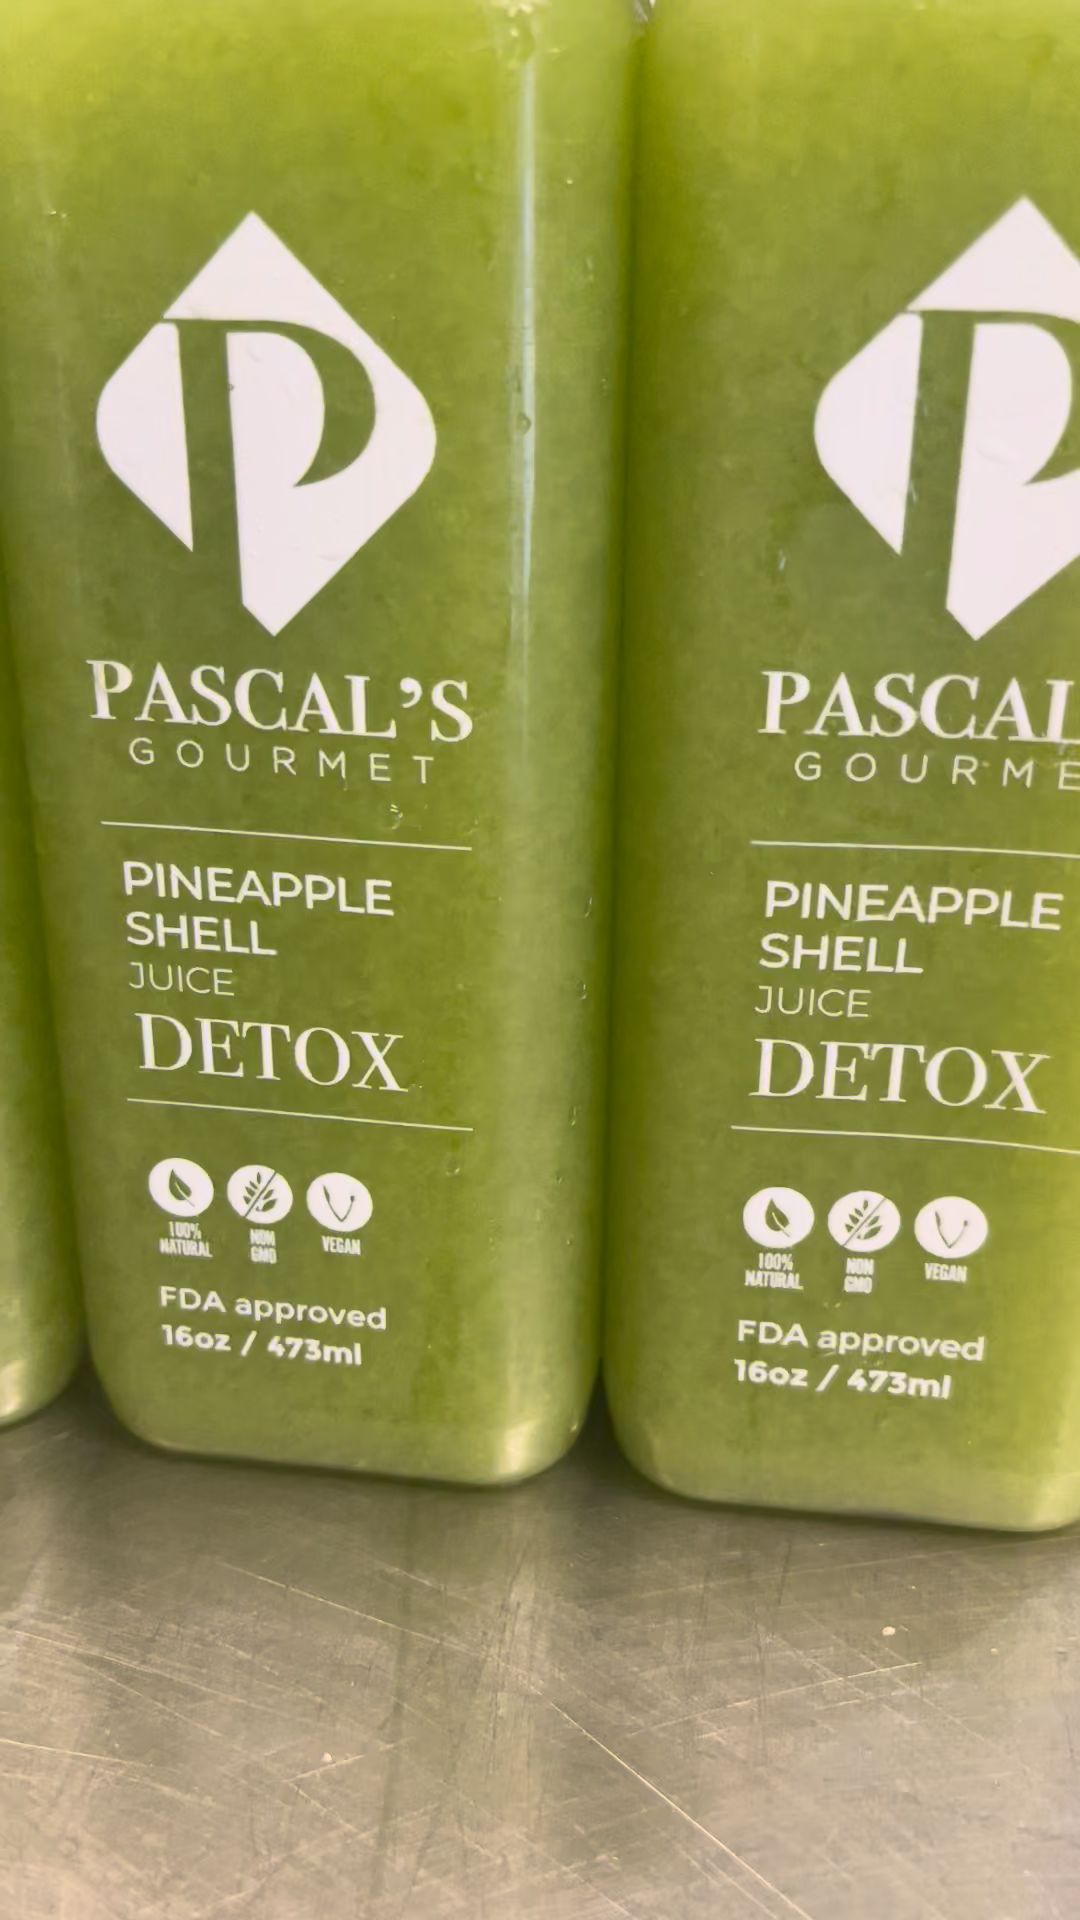 P
PASCAL'S
GOURMET
PINEAPPLE
SHELL
JUICE
DETOX
100%
NATURAL
NON
GMO
VEGAN
FDA approved
16oz / 473ml
P
PASCAL
GOURME
PINEAPPLE
SHELL
JUICE
DETOX
100%
NATURAL
NON
GMO
VEGAN
FDA approved
16oz / 473ml